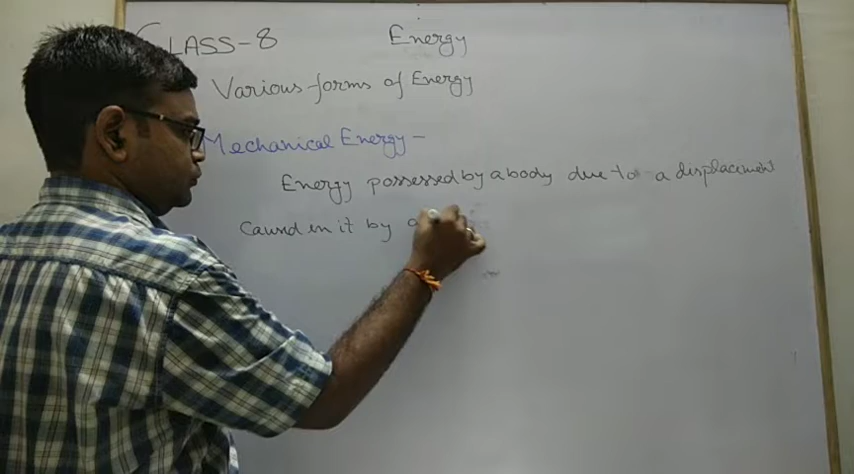 CLASS-8 Energy
Various forms of Energy
Mechanical Energy -
Energy possessed by a body due to a displacement
Caused in it by a